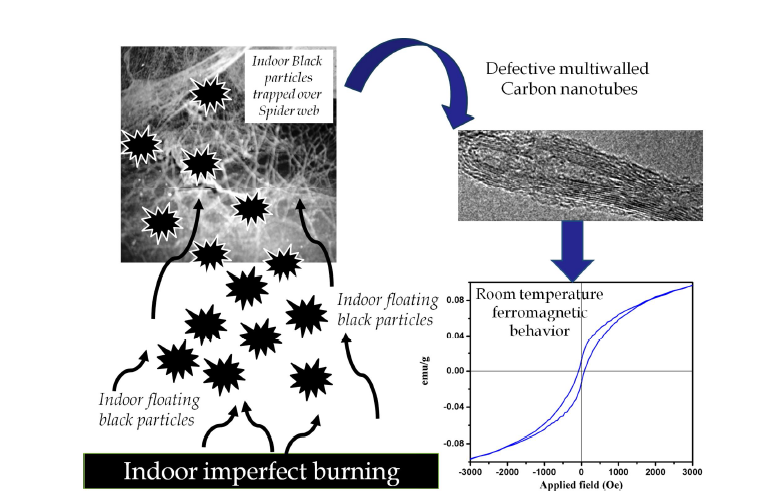 Indoor Black
particles
trapped over
Spider web
Defective multiwalled
Carbon nanotubes
Indoor floating
black particles
Indoor floating
black particles
Indoor imperfect burning
Room temperature
ferromagnetic
behavior
emu/g
0.08
0.04
0.00
-0.04
-0.08
-3000 -2000 -1000 0 1000 2000 3000
Applied field (Oe)